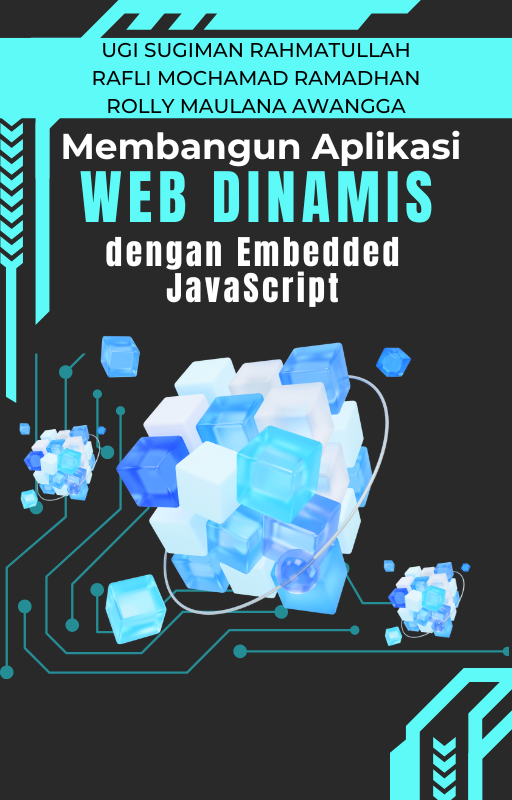 UGI SUGIMAN RAHMATULLAH
RAFLI MOCHAMAD RAMADHAN
ROLLY MAULANA AWANGGA
Membangun Aplikasi
WEB DINAMIS
dengan Embedded
JavaScript